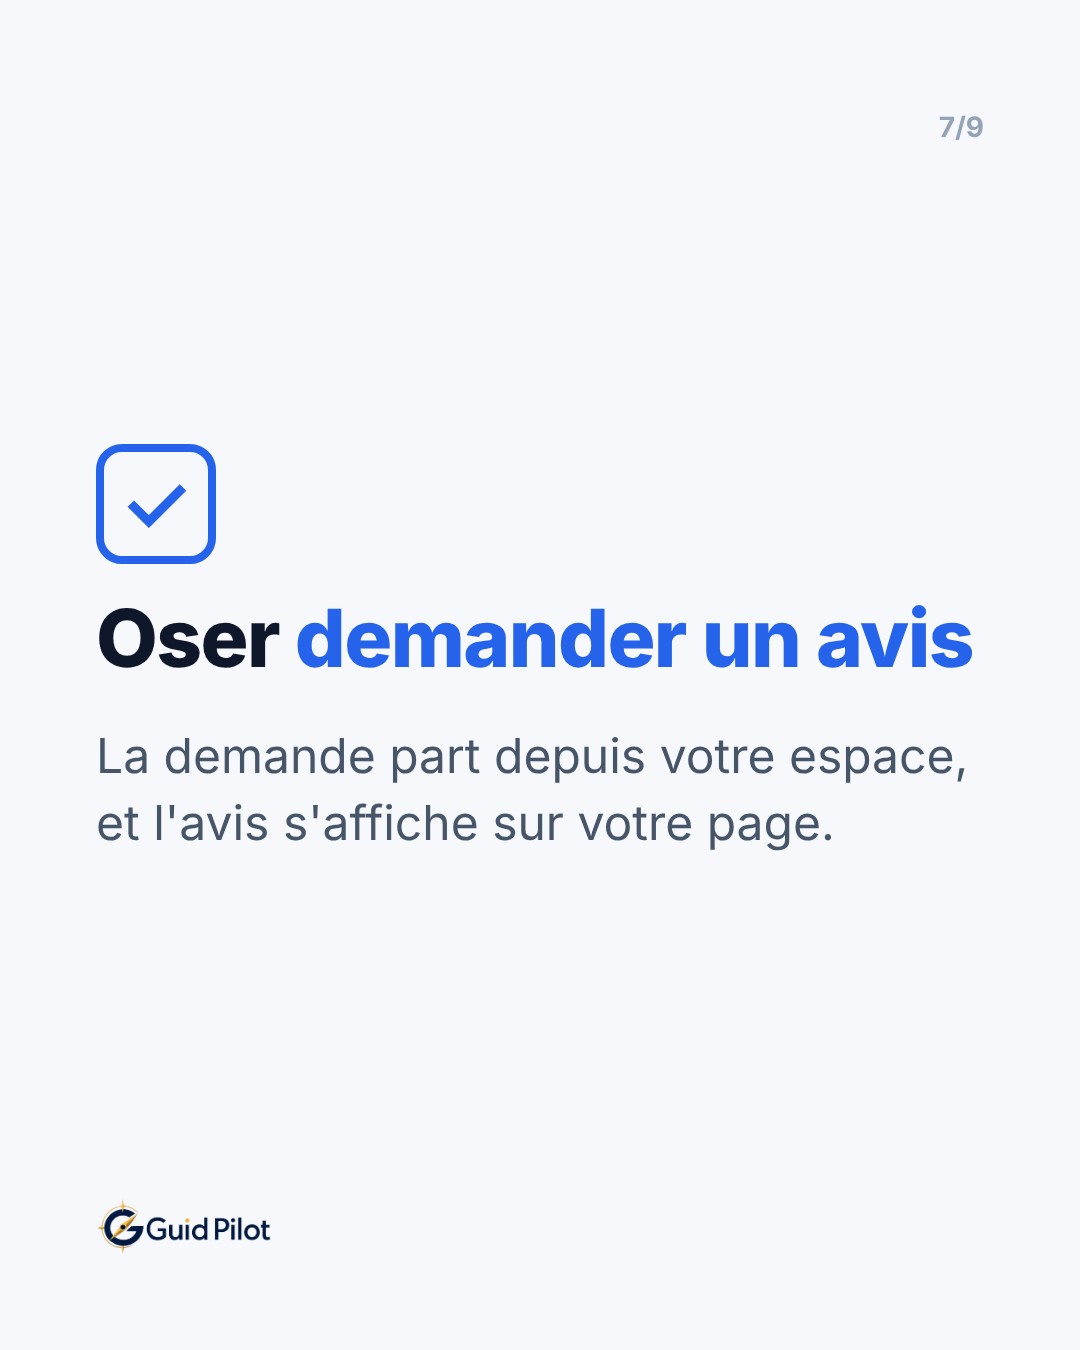 7/9
Oser demander un avis
La demande part depuis votre espace,
et l'avis s'affiche sur votre page.
Guid Pilot